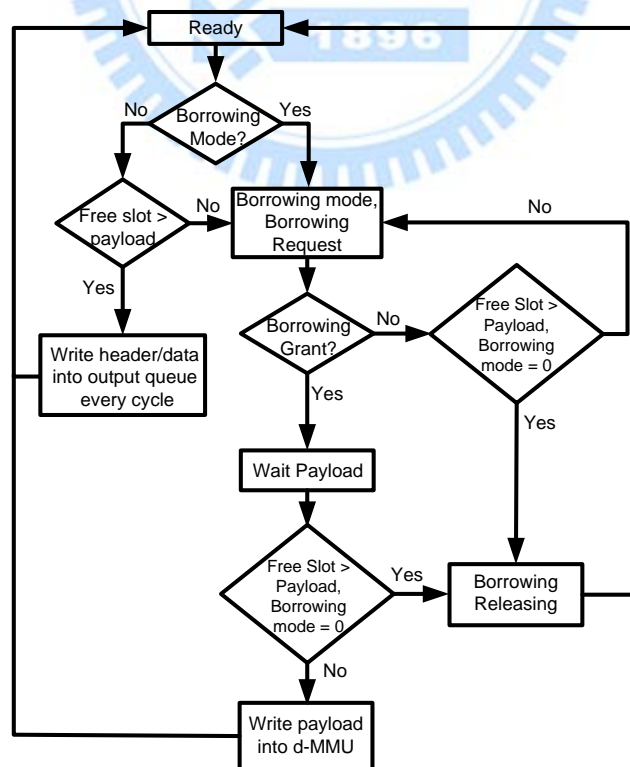 1896
Ready
No
Yes
Borrowing
Mode?
Free slot >
payload
No
Borrowing mode,
Borrowing
Request
No
Yes
Borrowing
Grant?
No
Free Slot >
Payload,
Borrowing
mode = 0
Write header/data
into output queue
every cycle
Yes
Yes
Wait Payload
Free Slot >
Payload,
Borrowing
mode = 0
Yes
Borrowing
Releasing
No
Write payload
into d-MMU